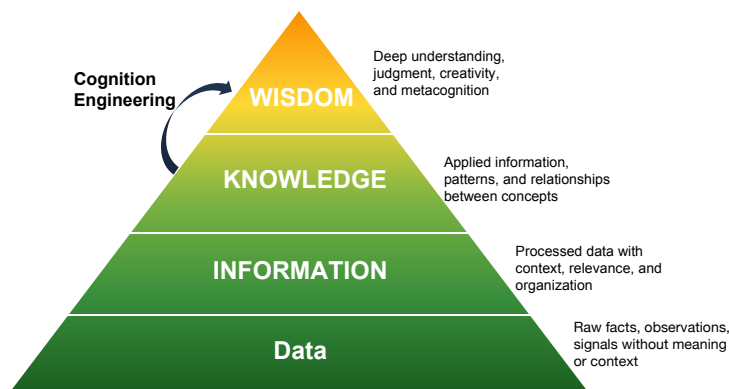 Cognition
Engineering
WISDOM
Deep understanding,
judgment, creativity,
and metacognition
KNOWLEDGE
Applied information,
patterns, and relationships
between concepts
INFORMATION
Processed data with
context, relevance, and
organization
Data
Raw facts, observations,
signals without meaning
or context